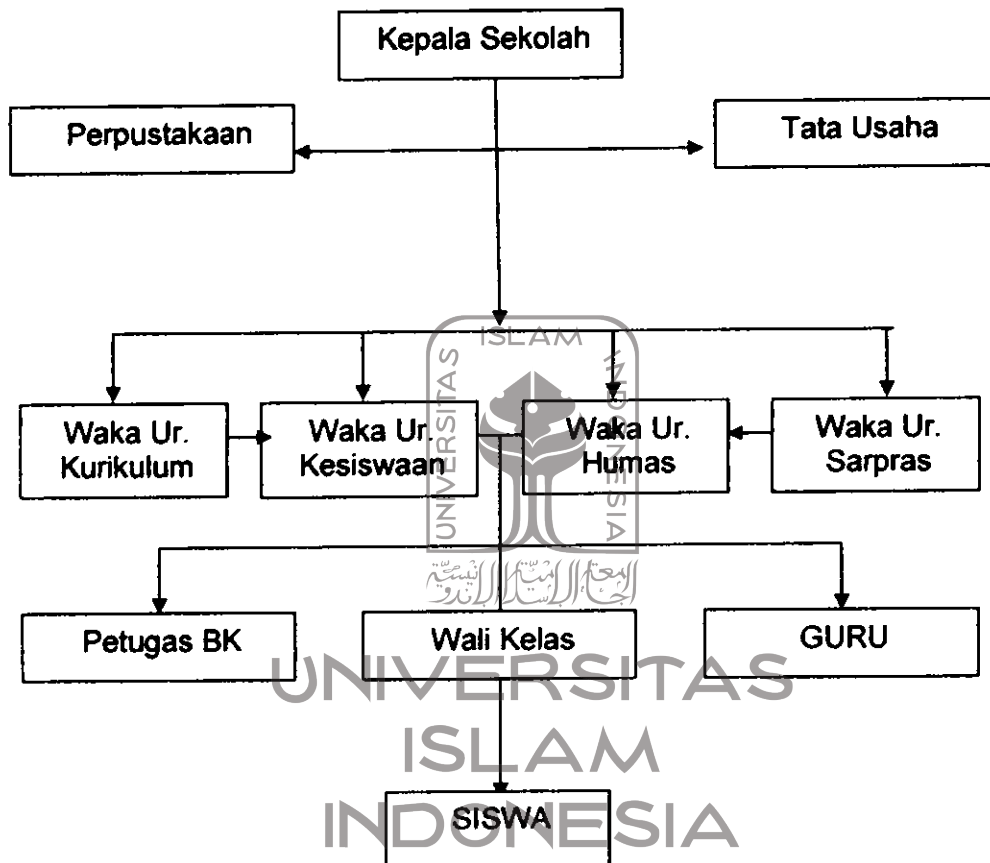 Kepala Sekolah
Perpustakaan
Tata Usaha
Waka Ur.
Kurikulum
Waka Ur.
Kesiswaan
Waka Ur.
Humas
Waka Ur.
Sarpras
UNIVERSITAS
ISLAM
INDONESIA
Petugas BK
Wali Kelas
GURU
UNIVERSITAS
ISLAM
INDONESIA
SISWA